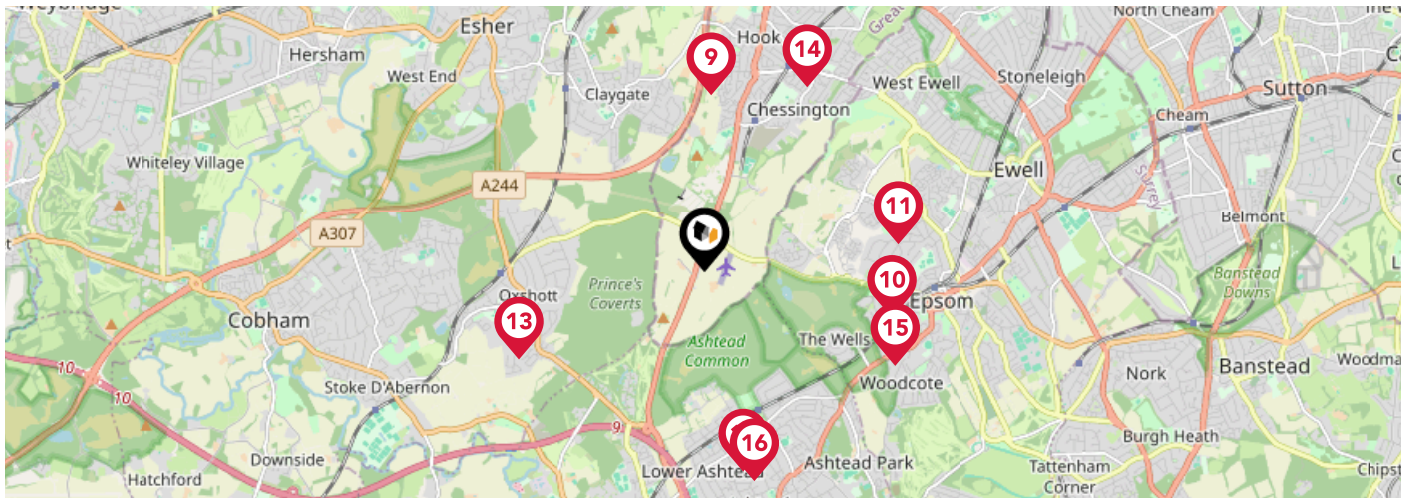 Weybridge
Esher
Hersham
West End
Claygate
Hook
9
14
North Cheam
Chessington
West Ewell
Stoneleigh
Sutton
Cheam
Whiteley Village
A244
Ewell
Surrey
A307
11
Belmont
Prince's
Coverts
10
Epsom
Banstead
Downs
Oxshott
13
Cobham
15
Ashtead
Common
The Wells
Banstead
Woodma
10
10
Stoke D'Abernon
Woodcote
Nork
9
16
Burgh Heath
Downside
Lower Ashtead
Ashtead Park
Tattenham
Corner
Chipst
Hatchford